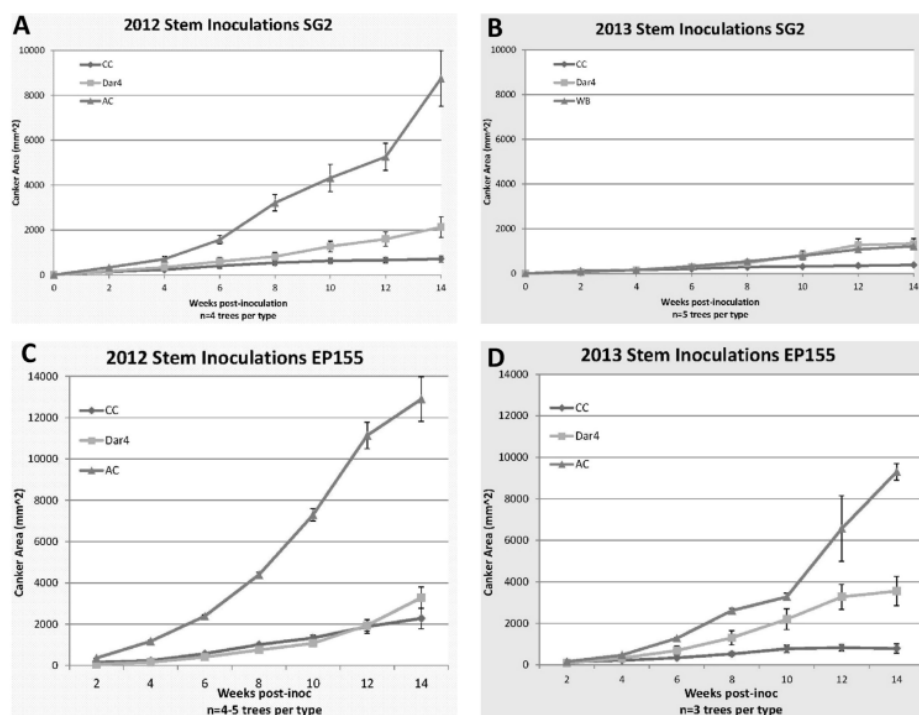 A
2012 Stem Inoculations SG2
10000
8000
6000
4000
2000
0
CC
Dar4
AC
Canker Area (mm^2)
0 2 4 6 8 10 12 14
Weeks post-inoculation
n=4 trees per type
B
2013 Stem Inoculations SG2
10000
8000
6000
4000
2000
0
CC
Dar4
WB
Canker Area (mm^2)
0 2 4 6 8 10 12 14
Weeks post-inoculation
n=5 trees per type
C
2012 Stem Inoculations EP155
14000
12000
10000
8000
6000
4000
2000
0
CC
Dar4
AC
Canker Area (mm^2)
2 4 6 8 10 12 14
Weeks post-inoc
n=4-5 trees per type
D
2013 Stem Inoculations EP155
14000
12000
10000
8000
6000
4000
2000
0
CC
Dar4
AC
Canker Area (mm^2)
2 4 6 8 10 12 14
Weeks post-inoc
n=3 trees per type